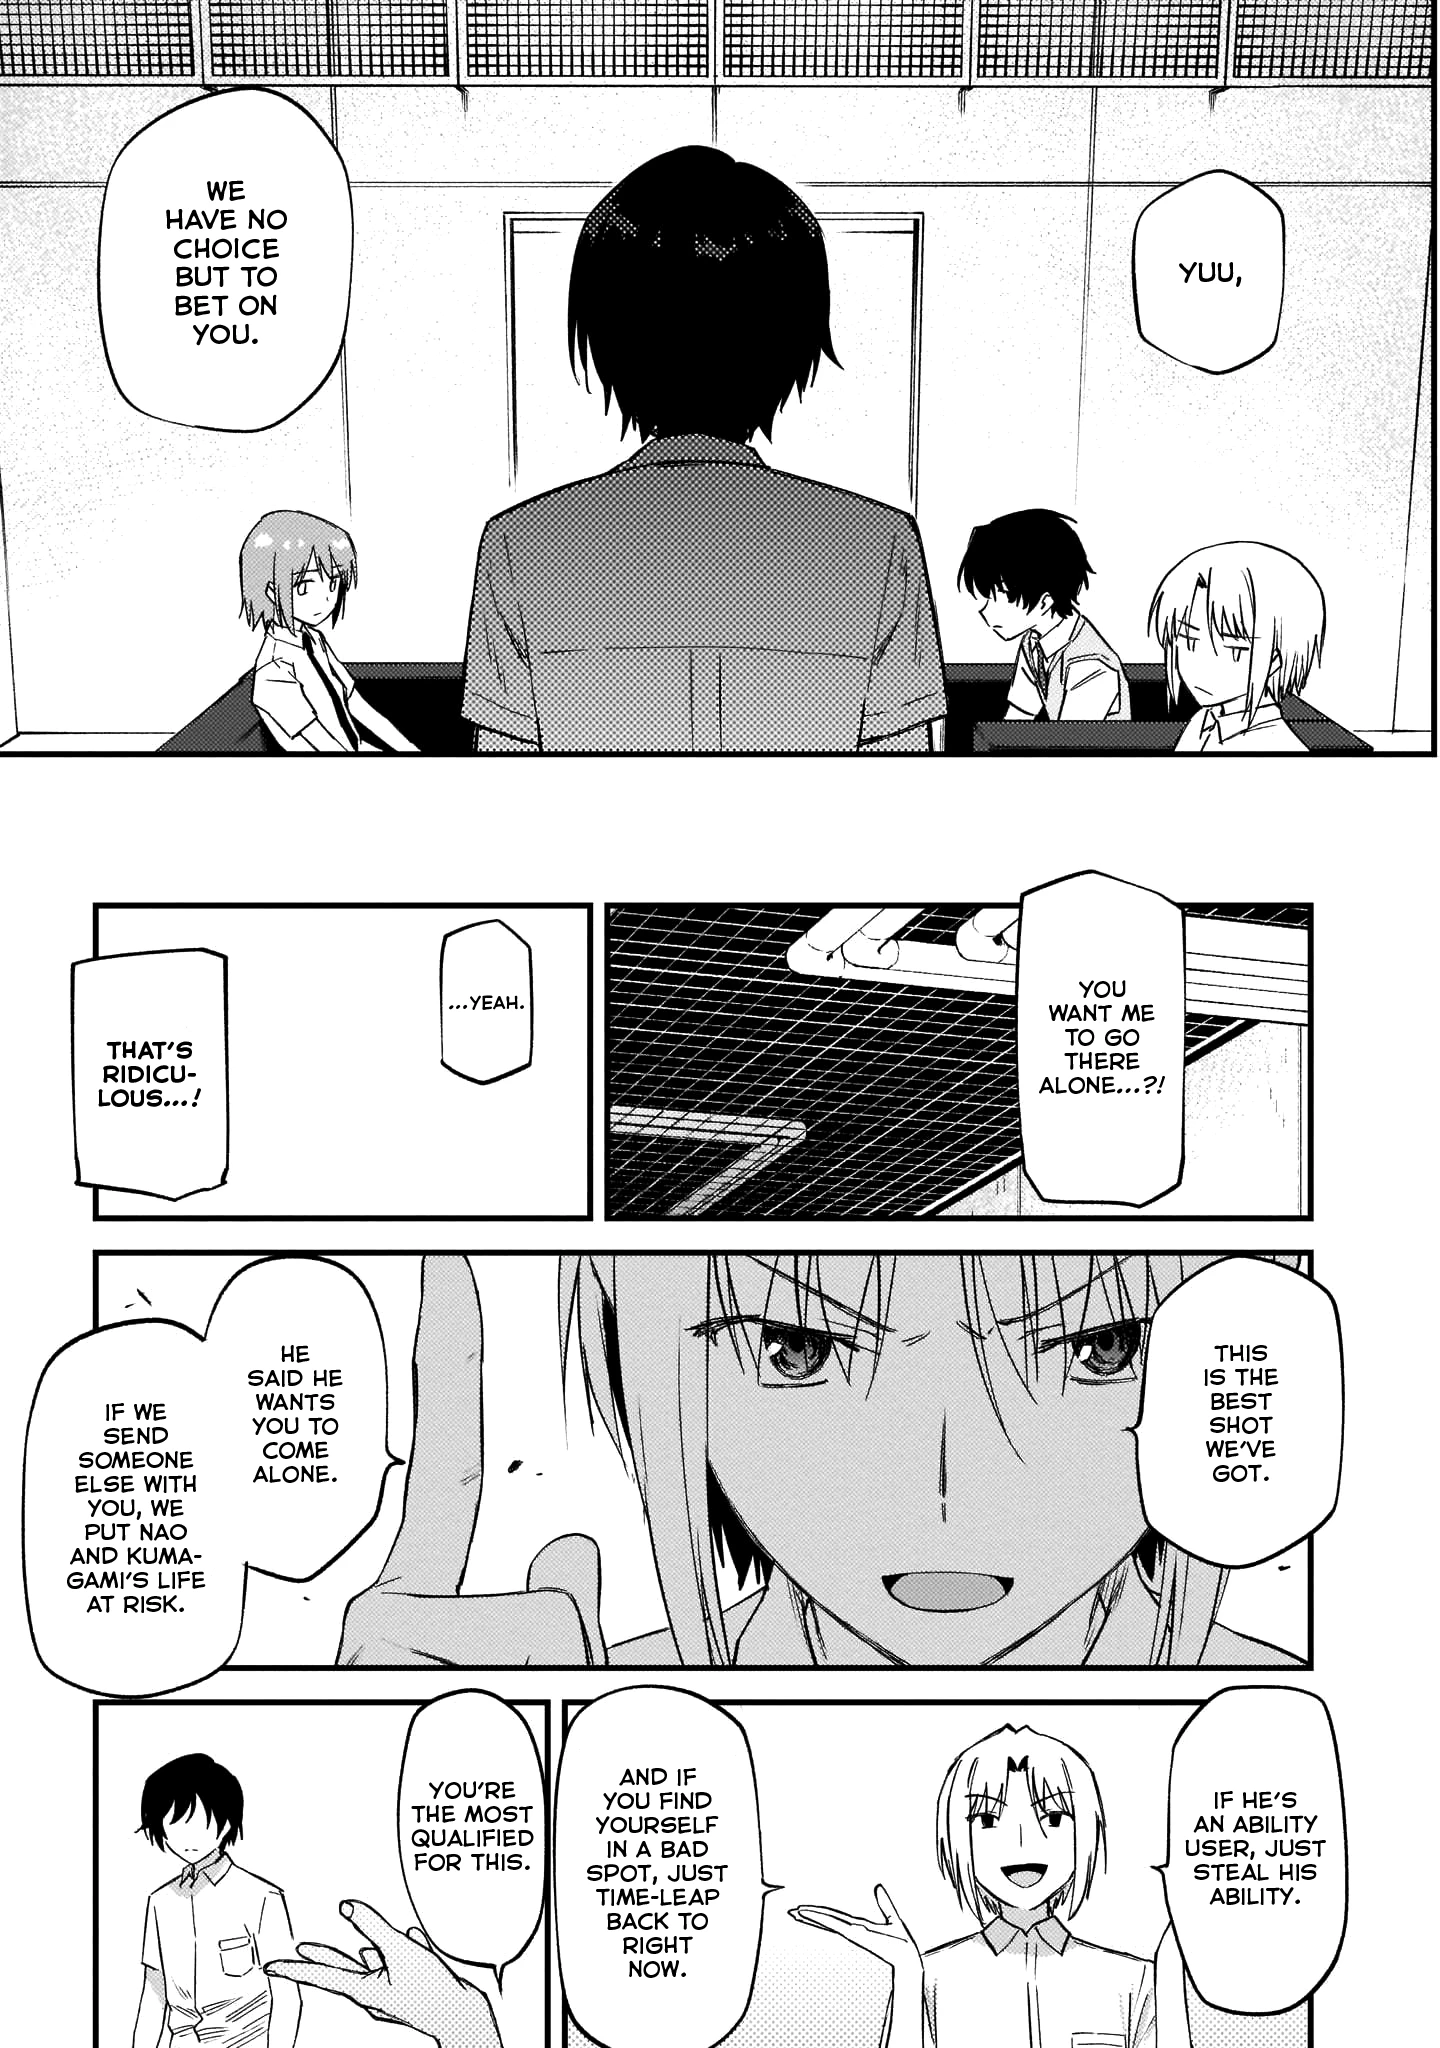 YUU,
WE
HAVE NO
CHOICE
BUT TO
BET ON
YOU.
YOU
WANT ME
TO GO
THERE
ALONE...?!
...YEAH.
THAT'S
RIDICU-
LOUS...!
THIS
IS THE
BEST
SHOT
WE'VE
GOT.
HE
SAID HE
WANTS
YOU TO
COME
ALONE.
IF WE
SEND
SOMEONE
ELSE WITH
YOU, WE
PUT NAO
AND KUMA-
GAMI'S LIFE
AT RISK.
IF HE'S
AN ABILITY
USER, JUST
STEAL HIS
ABILITY.
AND IF
YOU FIND
YOURSELF
IN A BAD
SPOT, JUST
TIME-LEAP
BACK TO
RIGHT
NOW.
YOU'RE
THE MOST
QUALIFIED
FOR THIS.